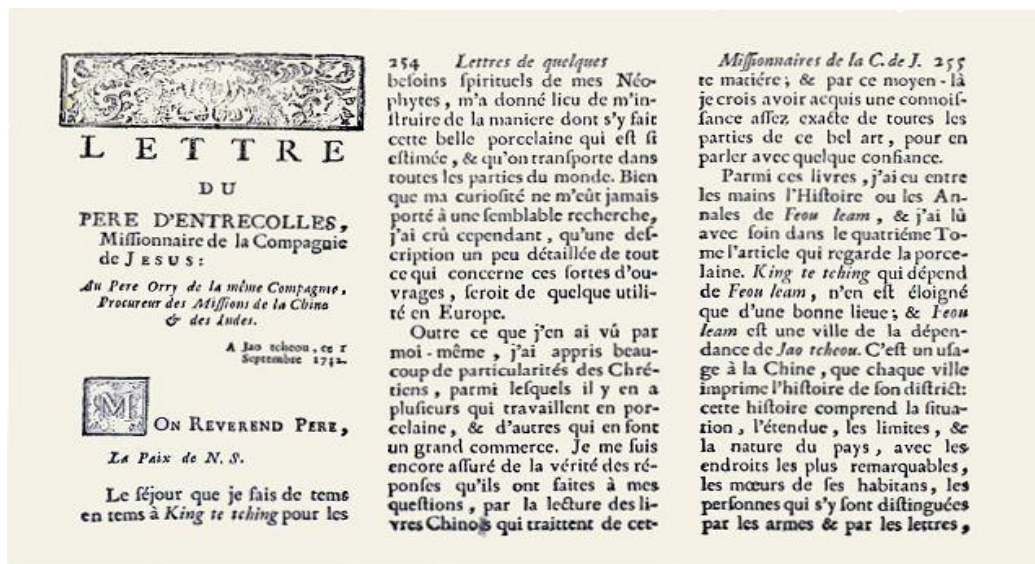 LETTRE
DU
PERE D'ENTRECOLLES,
Missionnaire de la Compagnie
de JESUS:
Au Pere Orry de la même Compagnie,
Procureur des Missions de la Chine
& des Indes.
A Jao tcheou, ce 1
Septembre 1712.
MON REVEREND PERE,
La Paix de N. S.
Le séjour que je fais de tems
en tems à King te tching pour les
254 Lettres de quelques
besoins spirituels de mes Néo-
phytes, m'a donné lieu de m'in-
struire de la maniere dont s'y fait
cette belle porcelaine qui est si
estimée, & qu'on transporte dans
toutes les parties du monde. Bien
que ma curiosité ne m'eût jamais
porté à une semblable recherche,
j'ai crû cependant, qu'une des-
cription un peu détaillée de tout
ce qui concerne ces sortes d'ou-
vrages, seroit de quelque utili-
té en Europe.
Outre ce que j'en ai vû par
moi-même, j'ai appris beau-
coup de particularités des Chré-
tiens, parmi lesquels il y en a
plusieurs qui travaillent en por-
celaine, & d'autres qui en font
un grand commerce. Je me suis
encore assuré de la vérité des ré-
ponses qu'ils ont faites à mes
questions, par la lecture des li-
vres Chinois qui traittent de cet-
Missionnaires de la C. de J. 255
te matiére; & par ce moyen-là
je crois avoir acquis une connois-
sance assez exacte de toutes les
parties de ce bel art, pour en
parler avec quelque confiance.
Parmi ces livres, j'ai eu entre
les mains l'Histoire ou les An-
nales de Feou leam, & j'ai lû
avec soin dans le quatriéme To-
me l'article qui regarde la porce-
laine. King te tching qui dépend
de Feou leam, n'en est éloigné
que d'une bonne lieue; & Feou
leam est une ville de la dépen-
dance de Jao tcheou. C'est un usa-
ge à la Chine, que chaque ville
imprime l'histoire de son district:
cette histoire comprend la situa-
tion, l'étendue, les limites, &
la nature du pays, avec les
endroits les plus remarquables,
les mœurs de ses habitans, les
personnes qui s'y sont distinguées
par les armes & par les lettres,